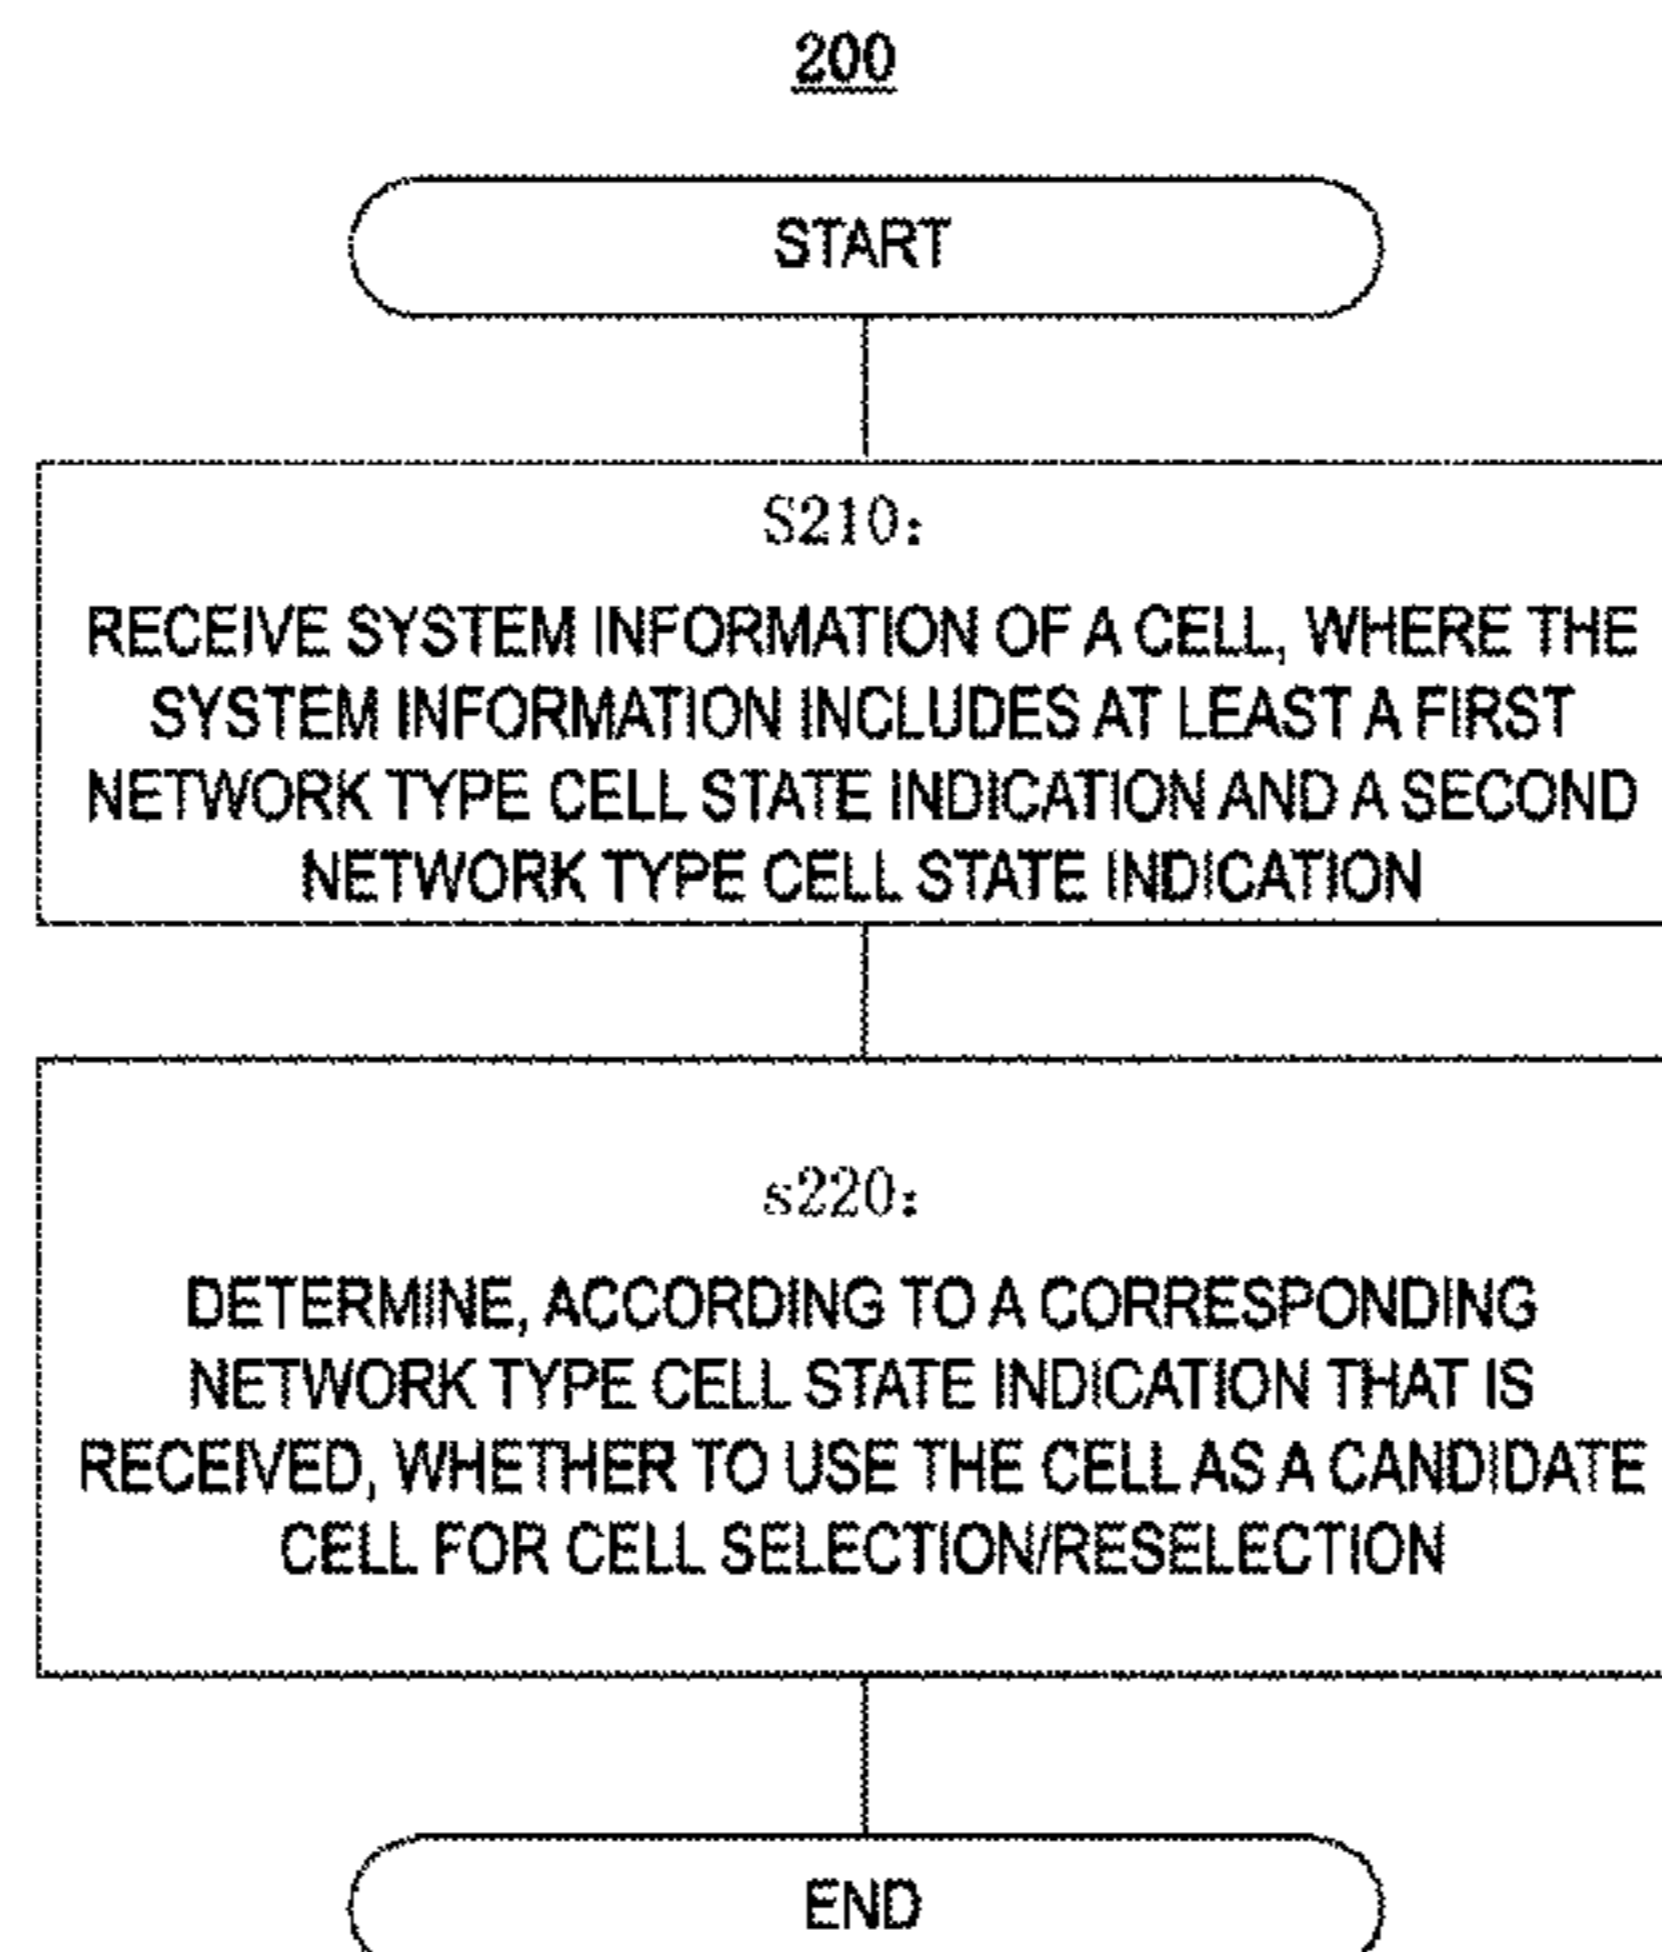 200
START
S210:
RECEIVE SYSTEM INFORMATION OF A CELL, WHERE THE
SYSTEM INFORMATION INCLUDES AT LEAST A FIRST
NETWORK TYPE CELL STATE INDICATION AND A SECOND
NETWORK TYPE CELL STATE INDICATION
s220:
DETERMINE, ACCORDING TO A CORRESPONDING
NETWORK TYPE CELL STATE INDICATION THAT IS
RECEIVED, WHETHER TO USE THE CELL AS A CANDIDATE
CELL FOR CELL SELECTION/RESELECTION
END